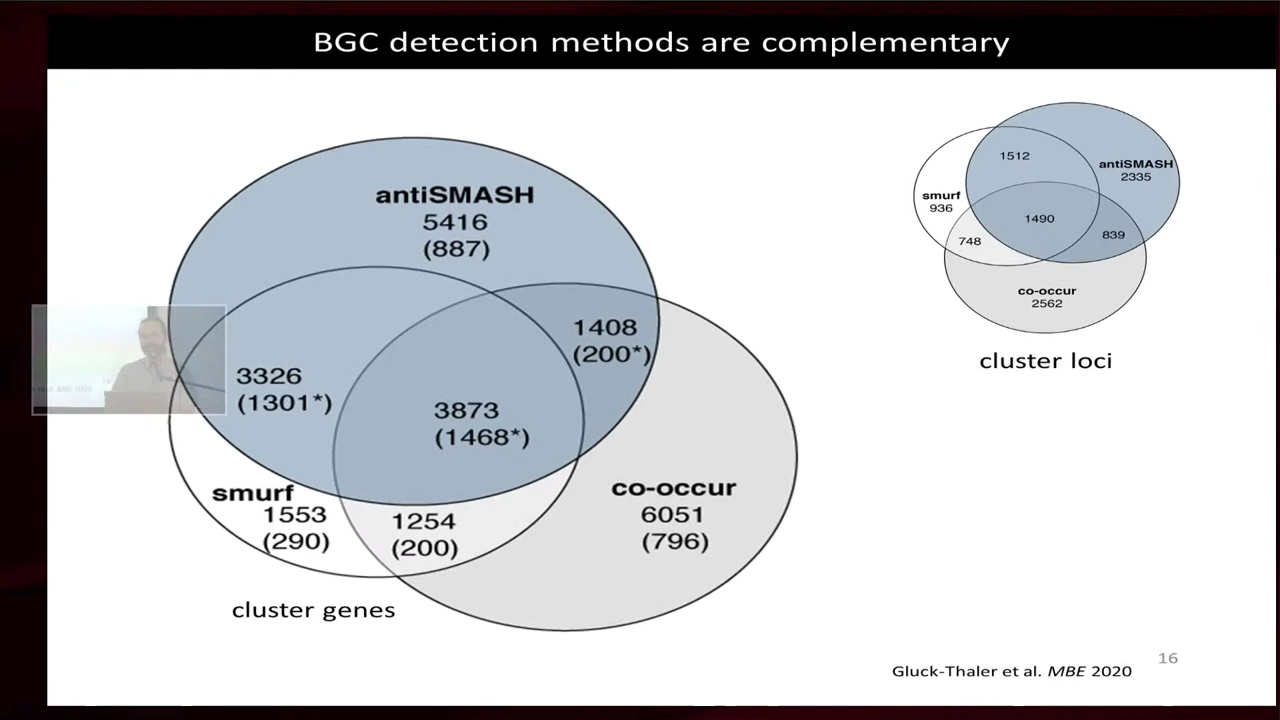 BGC detection methods are complementary
antiSMASH
5416
(887)
1408
(200*)
3326
(1301*)
3873
(1468*)
smurf
1553
(290)
1254
(200)
co-occur
6051
(796)
cluster genes
1512
antiSMASH
2335
smurf
936
1490
748
839
co-occur
2562
cluster loci
16
Gluck-Thaler et al. MBE 2020